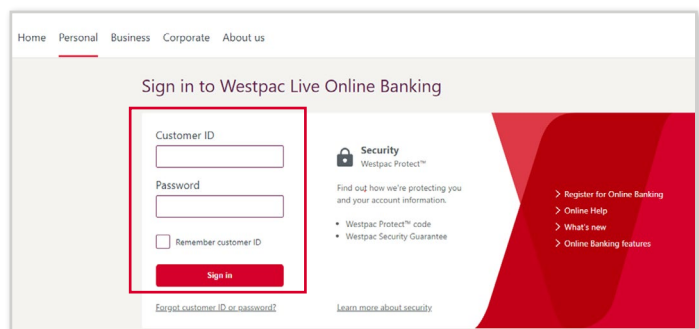 Home Personal Business Corporate About us
Sign in to Westpac Live Online Banking
Customer ID
Password
Remember customer ID
Sign in
Forgot customer ID or password?
Security
Westpac Protect™
Find out how we're protecting you
and your account information.
• Westpac Protect™ code
• Westpac Security Guarantee
Learn more about security
> Register for Online Banking
> Online Help
> What's new
> Online Banking features